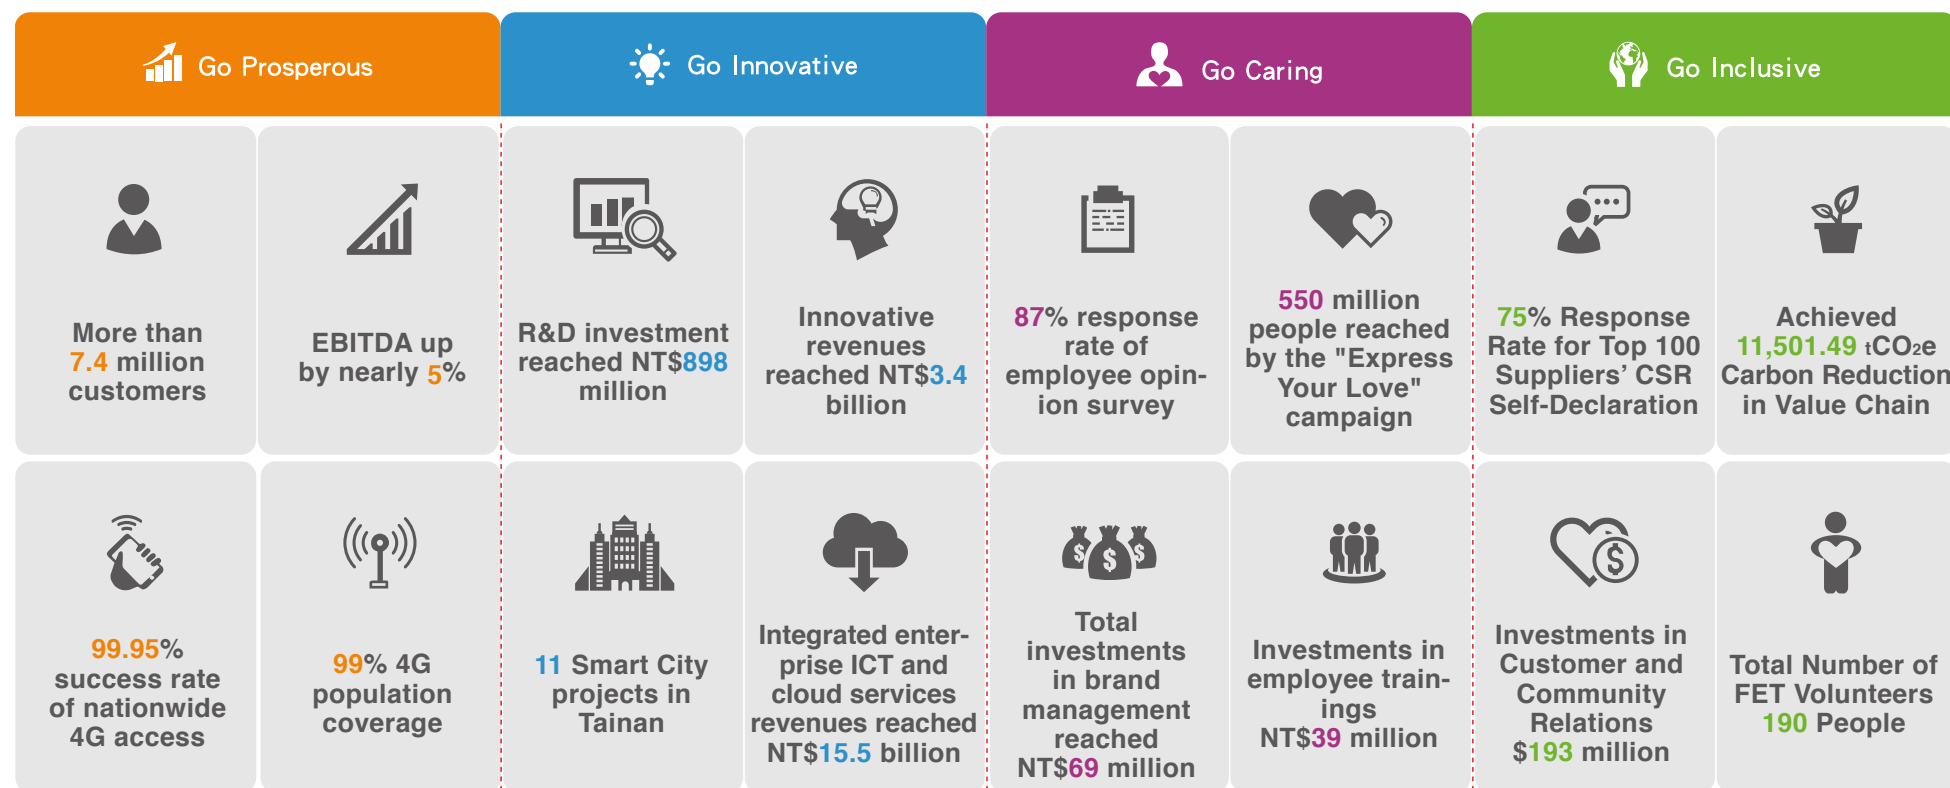 Go Prosperous
Go Innovative
Go Caring
Go Inclusive
More than
7.4 million
customers
EBITDA up
by nearly 5%
R&D investment
reached NT$898
million
Innovative
revenues
reached NT$3.4
billion
87% response
rate of
employee opin-
ion survey
550 million
people reached
by the "Express
Your Love"
campaign
75% Response
Rate for Top 100
Suppliers’ CSR
Self-Declaration
Achieved
11,501.49 tCO2e
Carbon Reduction
in Value Chain
99.95%
success rate
of nationwide
4G access
99% 4G
population
coverage
11 Smart City
projects in
Tainan
Integrated enter-
prise ICT and
cloud services
revenues reached
NT$15.5 billion
$ $ $
Total
investments
in brand
management
reached
NT$69 million
Investments in
employee train-
ings
NT$39 million
$
Investments in
Customer and
Community
Relations
$193 million
Total Number of
FET Volunteers
190 People